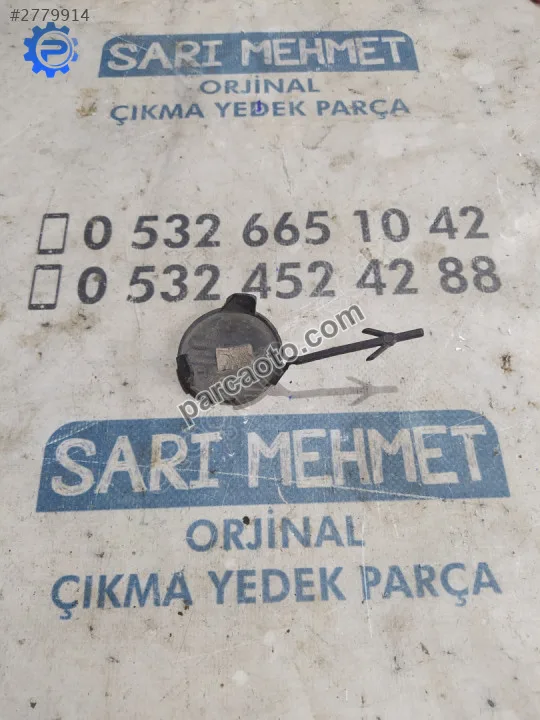 #2779914
SARI MEHMET
ORJİNAL
ÇIKMA YEDEK PARÇA
0 532 665 10 42
0 532 452 42 88
parcaoto.com
SARI MEHMET
ORJİNAL
ÇIKMA YEDEK PARÇA